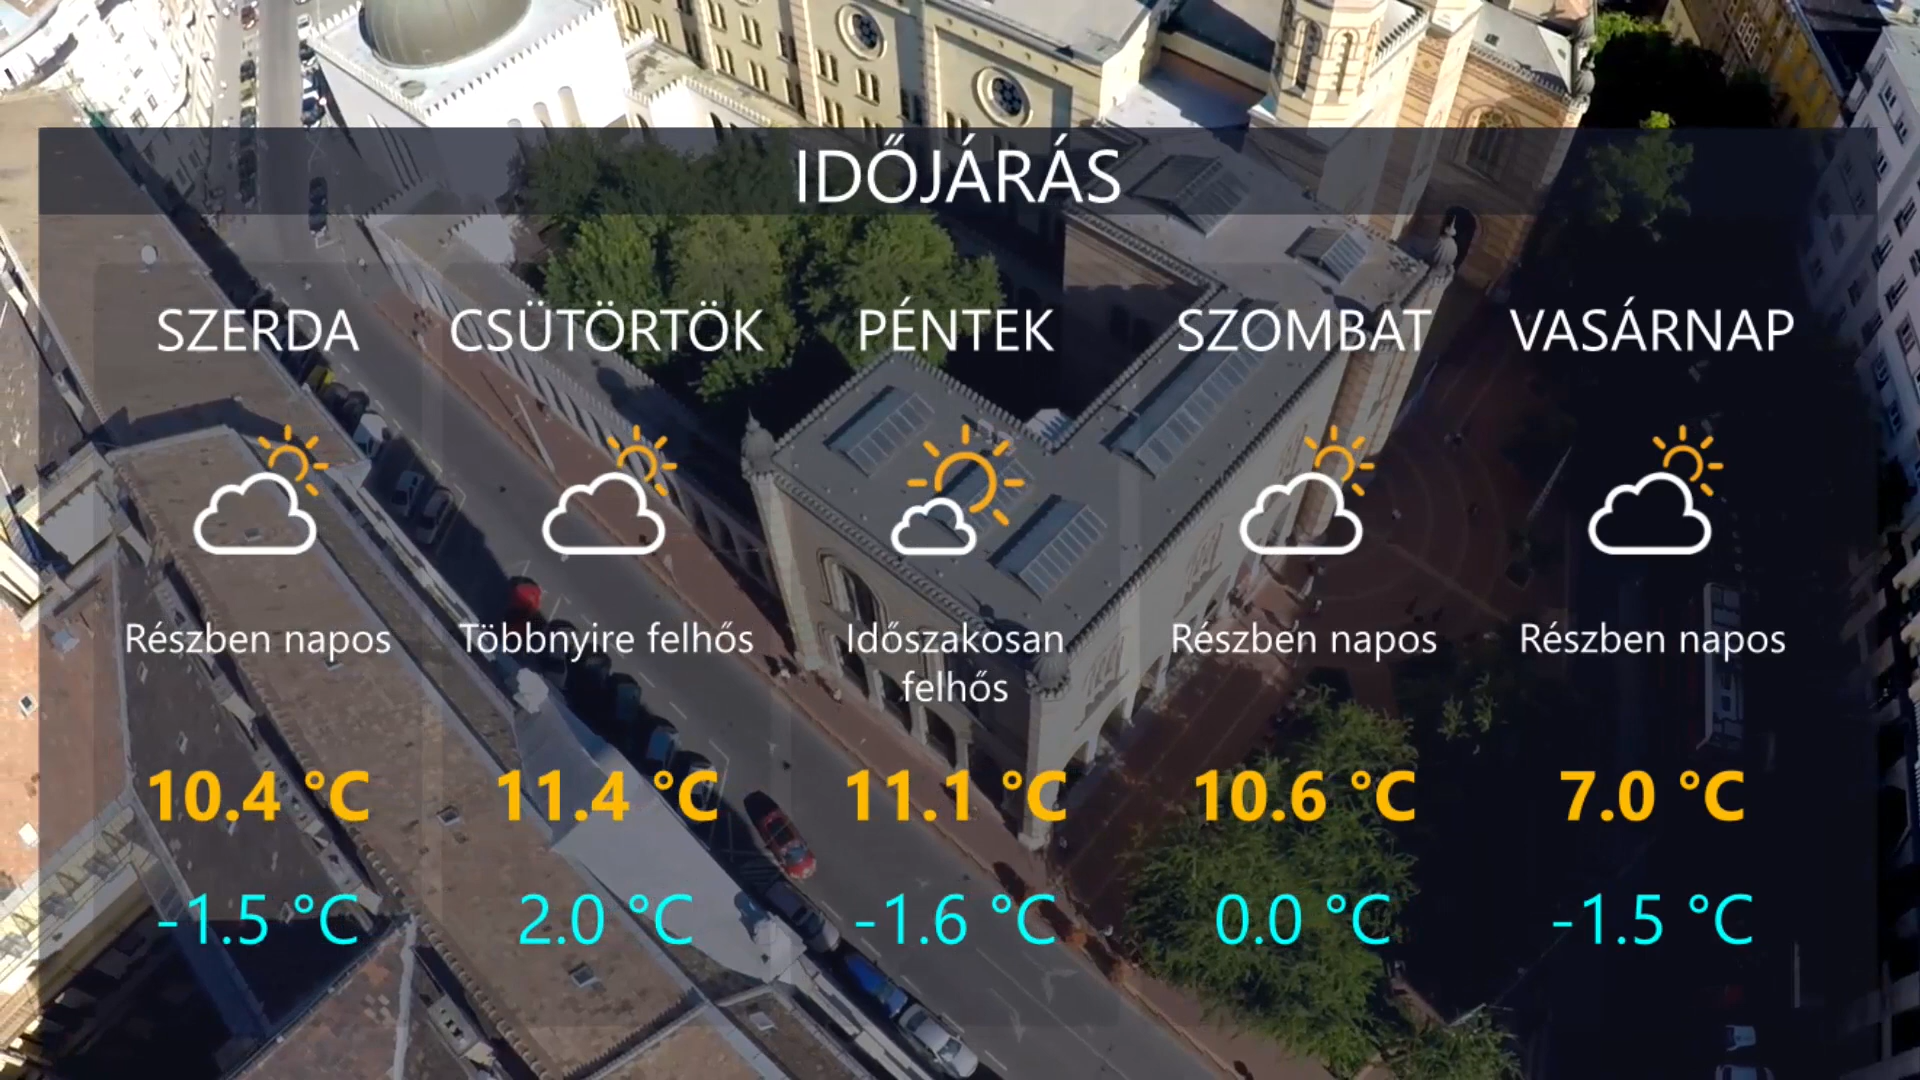 IDŐJÁRÁS
SZERDA
CSÜTÖRTÖK
PÉNTEK
SZOMBAT
VASÁRNAP
Részben napos
Többnyire felhős
Időszakosan
felhős
Részben napos
Részben napos
10.4 °C
11.4 °C
11.1 °C
10.6 °C
7.0 °C
-1.5 °C
2.0 °C
-1.6 °C
0.0 °C
-1.5 °C